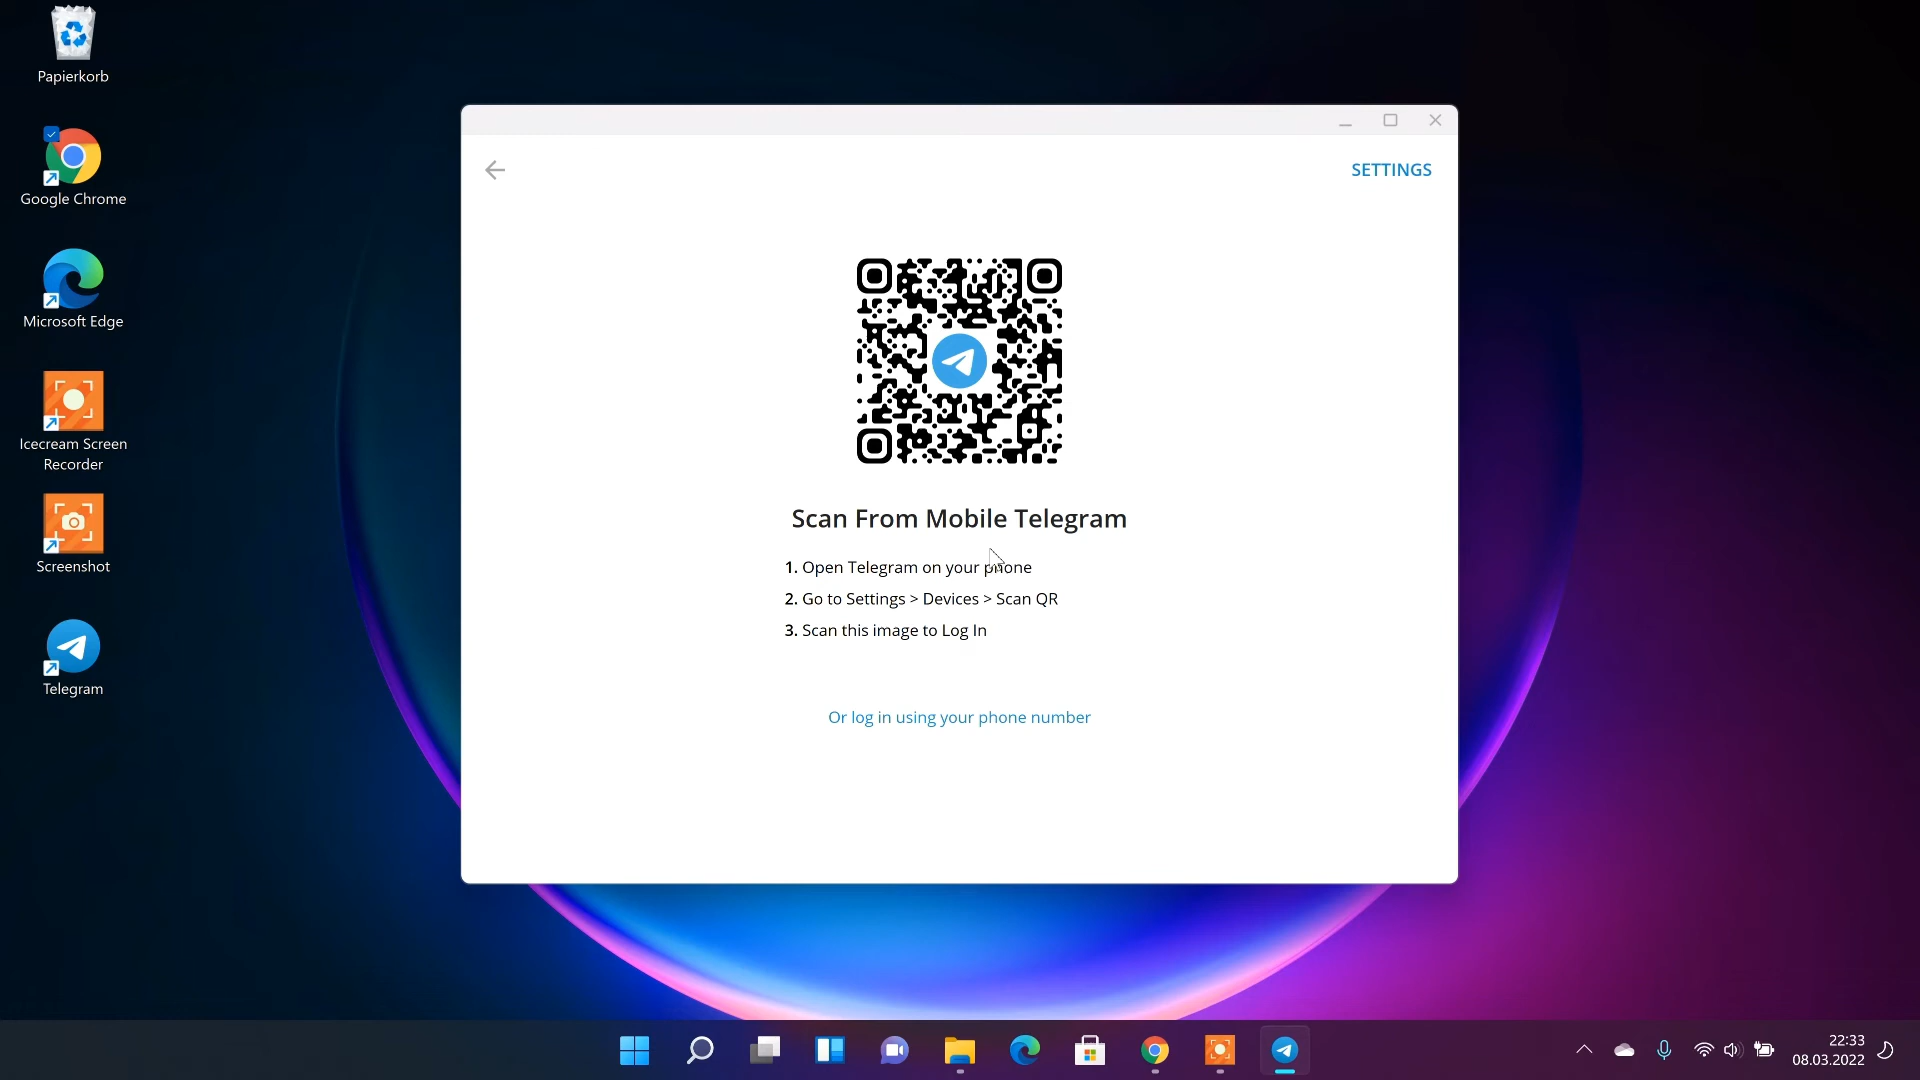 Papierkorb
Google Chrome
Microsoft Edge
Icecream Screen
Recorder
Screenshot
Telegram
SETTINGS
Scan From Mobile Telegram
1. Open Telegram on your phone
2. Go to Settings > Devices > Scan QR
3. Scan this image to Log In
Or log in using your phone number
22:33
08.03.2022